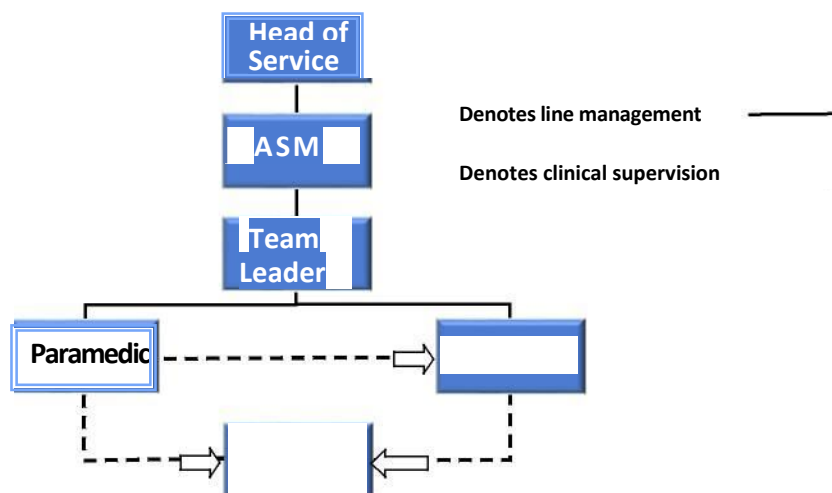 Head of
Service
ASM
Team
Leader
Paramedic
Denotes line management
Denotes clinical supervision